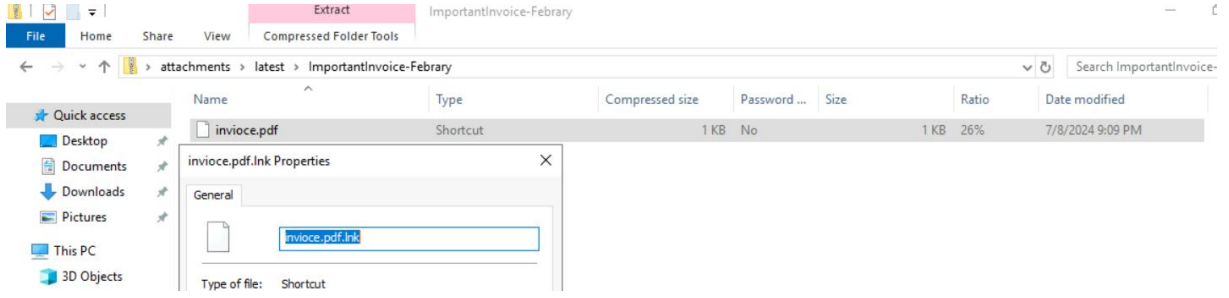 Extract ImportantInvoice-Febrary
File Home Share View Compressed Folder Tools
attachments > latest > ImportantInvoice-Febrary Search ImportantInvoice-
Name Type Compressed size Password ... Size Ratio Date modified
Quick access
invioce.pdf Shortcut 1 KB No 1 KB 26% 7/8/2024 9:09 PM
Desktop
Documents
Downloads
Pictures
This PC
3D Objects
invioce.pdf.lnk Properties
General
invioce.pdf.lnk
Type of file: Shortcut